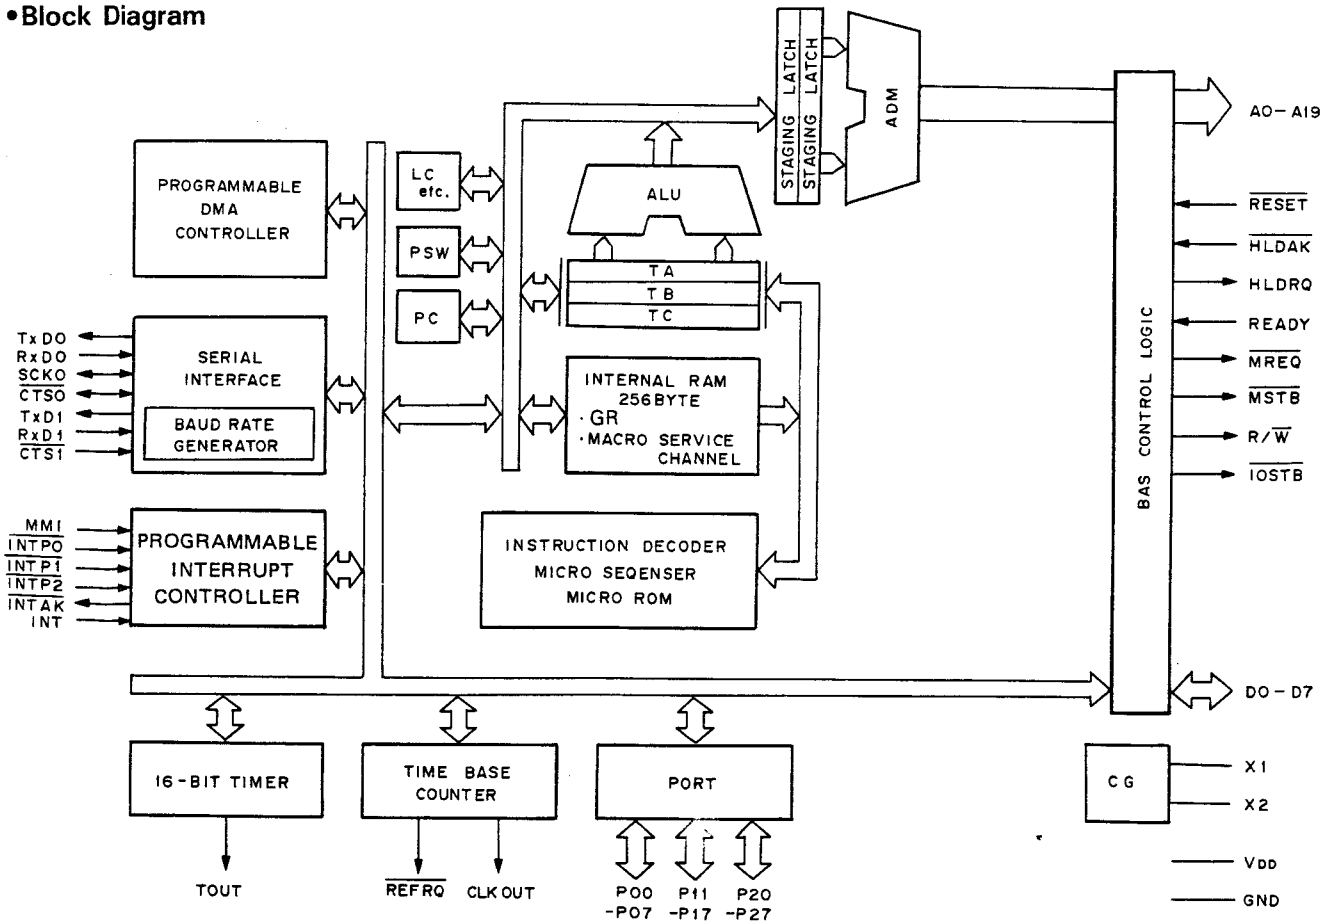 •Block Diagram
STAGING LATCH
STAGING LATCH
ADM
A0-A19
PROGRAMMABLE
DMA
CONTROLLER
LC
etc.
PSW
PC
ALU
TA
TB
TC
RESET
HLDAK
HLDRQ
READY
MREQ
MSTB
R/W
IOSTB
BAS CONTROL LOGIC
TxD0
RxD0
SCK0
CTS0
TxD1
RxD1
CTS1
SERIAL
INTERFACE
BAUD RATE
GENERATOR
INTERNAL RAM
256BYTE
·GR
·MACRO SERVICE
CHANNEL
MMI
INTP0
INTP1
INTP2
INTAK
INT
PROGRAMMABLE
INTERRUPT
CONTROLLER
INSTRUCTION DECODER
MICRO SEQENSER
MICRO ROM
D0-D7
16-BIT TIMER
TIME BASE
COUNTER
PORT
CG
X1
X2
TOUT
REFRQ
CLKOUT
P00
-P07
P11
-P17
P20
-P27
VDD
GND